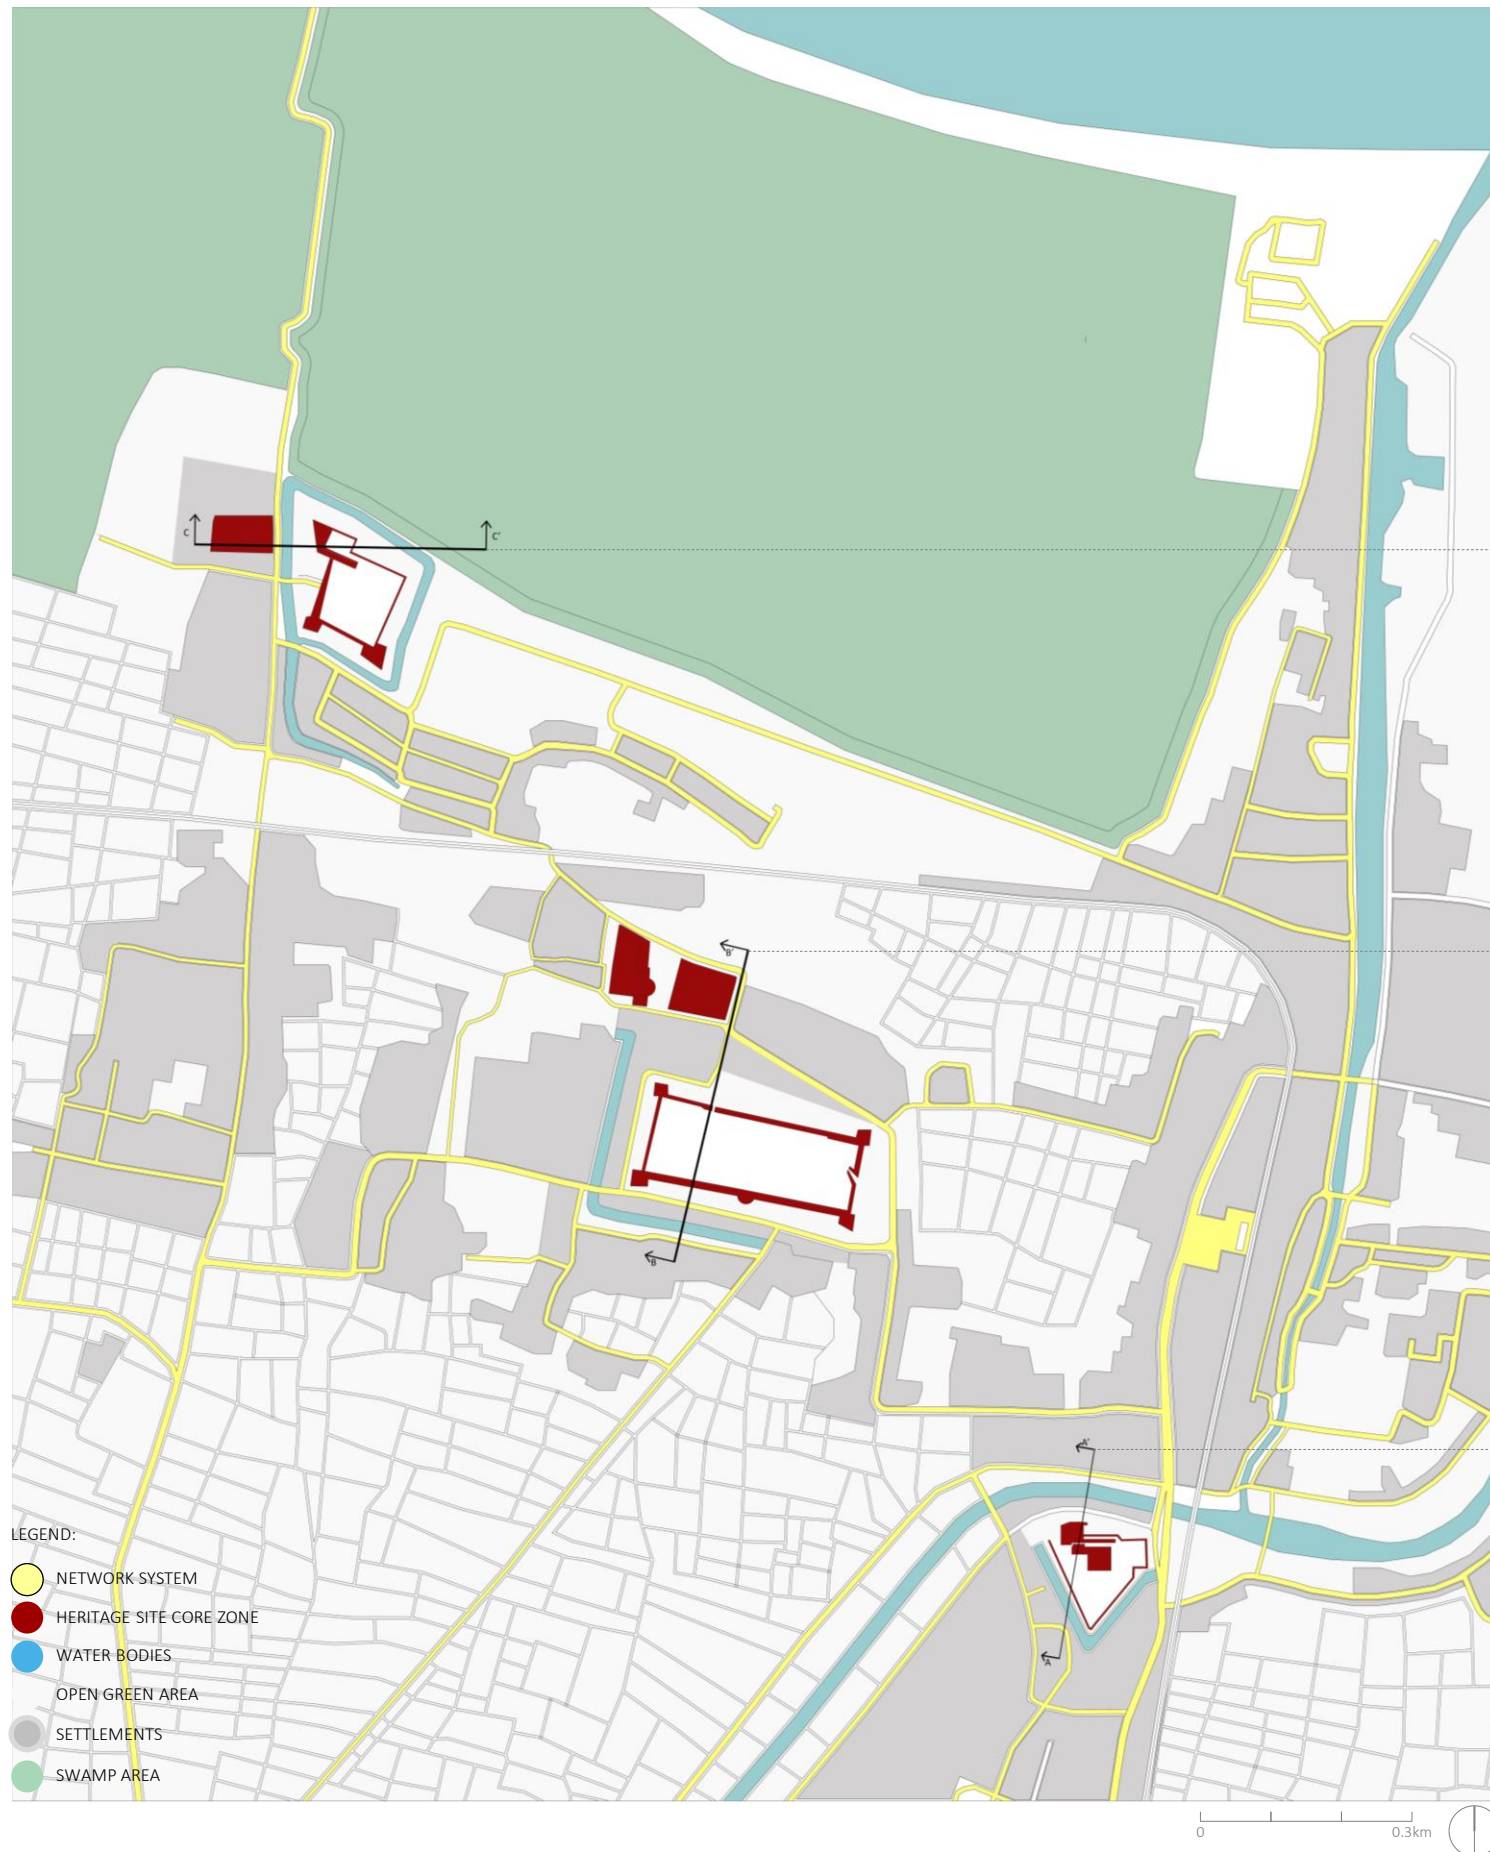 C
C'
B'
B
A'
A
LEGEND:
NETWORK SYSTEM
HERITAGE SITE CORE ZONE
WATER BODIES
OPEN GREEN AREA
SETTLEMENTS
SWAMP AREA
0
0.3km